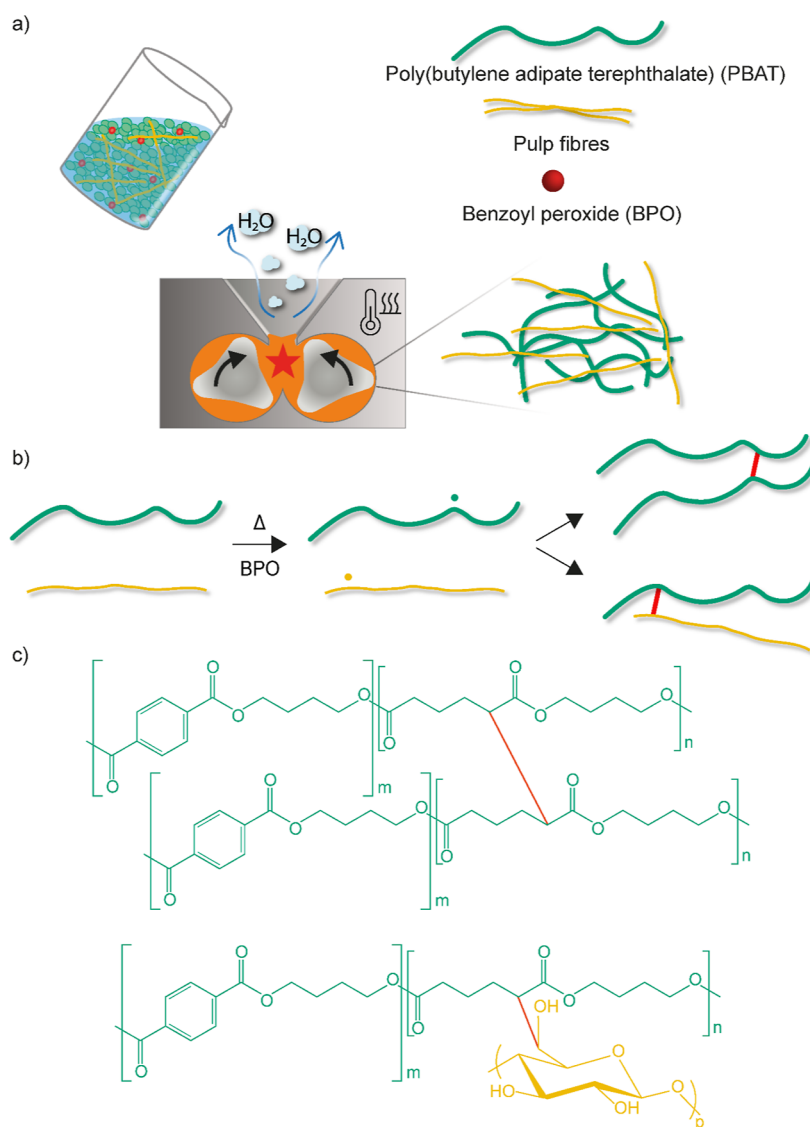 a)
Poly(butylene adipate terephthalate) (PBAT)
Pulp fibres
Benzoyl peroxide (BPO)
H₂O
H₂O
b)
Δ
BPO
c)
O
O
O
O
O
O
O
O
m
n
O
O
O
O
O
O
O
O
m
n
O
O
O
O
O
O
O
O
m
n
OH
O
HO
OH
O
p